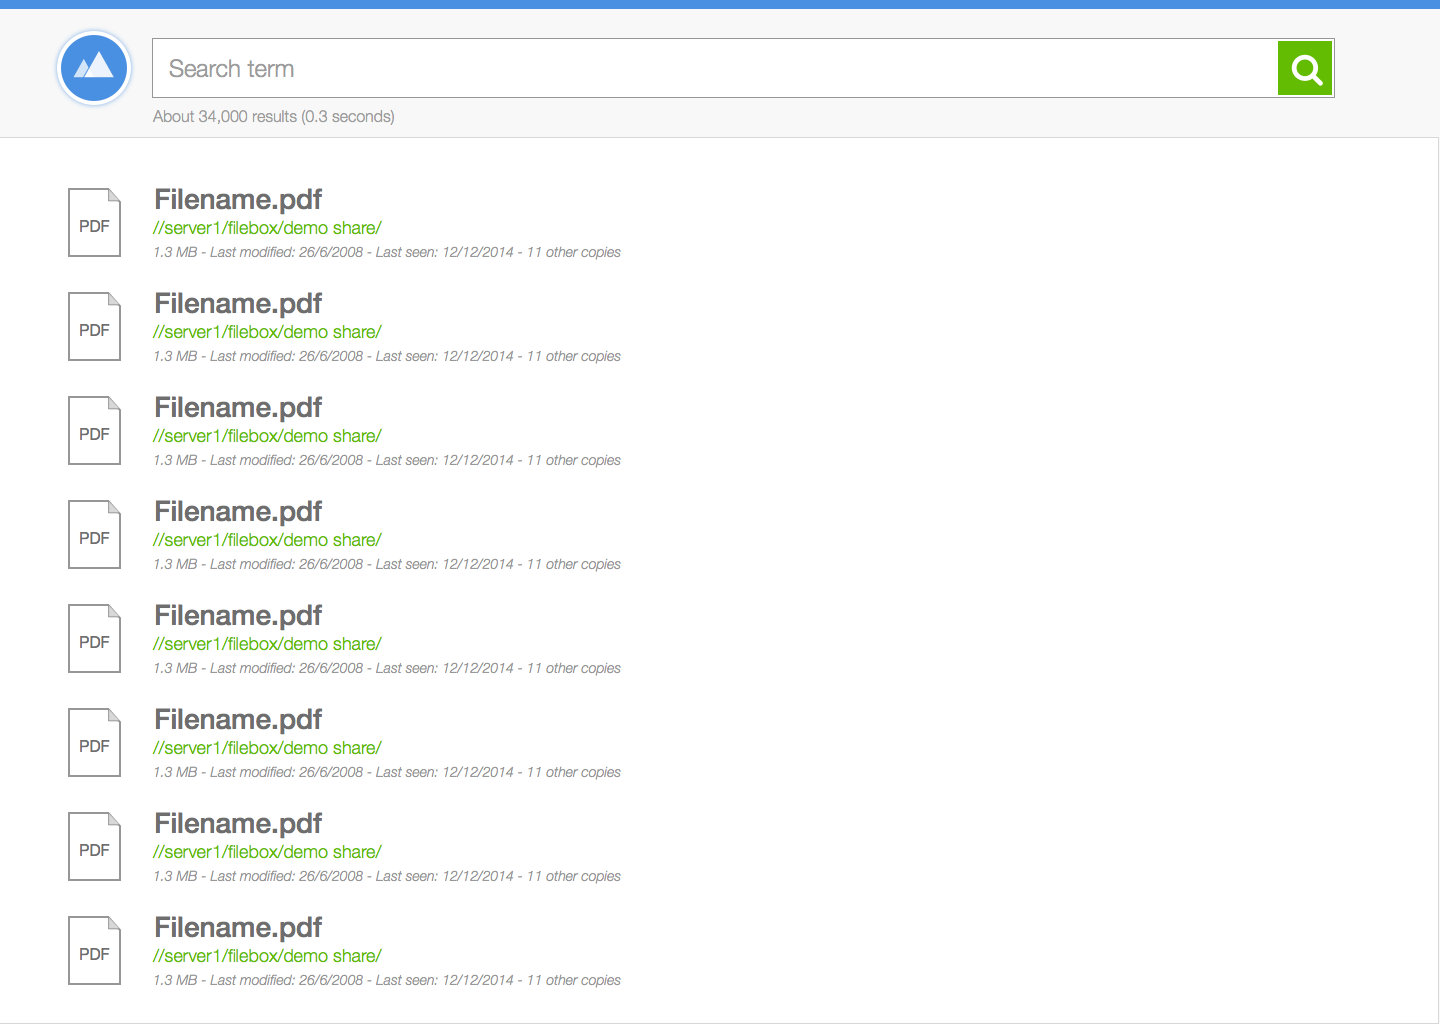 Search term
About 34,000 results (0.3 seconds)
PDF
Filename.pdf
//server1/filebox/demo share/
1.3 MB - Last modified: 26/6/2008 - Last seen: 12/12/2014 - 11 other copies
PDF
Filename.pdf
//server1/filebox/demo share/
1.3 MB - Last modified: 26/6/2008 - Last seen: 12/12/2014 - 11 other copies
PDF
Filename.pdf
//server1/filebox/demo share/
1.3 MB - Last modified: 26/6/2008 - Last seen: 12/12/2014 - 11 other copies
PDF
Filename.pdf
//server1/filebox/demo share/
1.3 MB - Last modified: 26/6/2008 - Last seen: 12/12/2014 - 11 other copies
PDF
Filename.pdf
//server1/filebox/demo share/
1.3 MB - Last modified: 26/6/2008 - Last seen: 12/12/2014 - 11 other copies
PDF
Filename.pdf
//server1/filebox/demo share/
1.3 MB - Last modified: 26/6/2008 - Last seen: 12/12/2014 - 11 other copies
PDF
Filename.pdf
//server1/filebox/demo share/
1.3 MB - Last modified: 26/6/2008 - Last seen: 12/12/2014 - 11 other copies
PDF
Filename.pdf
//server1/filebox/demo share/
1.3 MB - Last modified: 26/6/2008 - Last seen: 12/12/2014 - 11 other copies